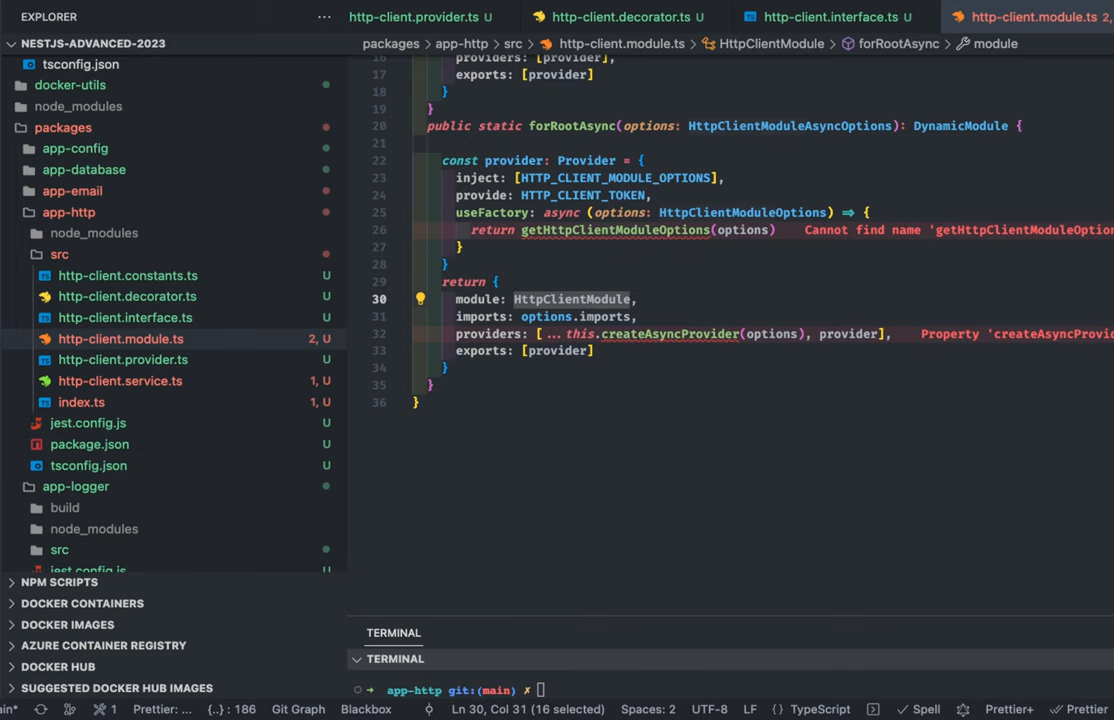 EXPLORER ...
http-client.provider.ts U
http-client.decorator.ts U
http-client.interface.ts U
http-client.module.ts 2,
NESTJS-ADVANCED-2023
packages > app-http > src > http-client.module.ts > HttpClientModule > forRootAsync > module
tsconfig.json
docker-utils
node_modules
packages
app-config
app-database
app-email
app-http
node_modules
src
http-client.constants.ts U
http-client.decorator.ts U
http-client.interface.ts U
http-client.module.ts 2, U
http-client.provider.ts U
http-client.service.ts 1, U
index.ts 1, U
jest.config.js U
package.json U
tsconfig.json U
app-logger
build
node_modules
src
jest.config.js U
NPM SCRIPTS
DOCKER CONTAINERS
DOCKER IMAGES
AZURE CONTAINER REGISTRY
DOCKER HUB
SUGGESTED DOCKER HUB IMAGES
16 providers: [provider],
17 exports: [provider]
18 }
19 }
20 public static forRootAsync(options: HttpClientModuleAsyncOptions): DynamicModule {
21
22 const provider: Provider = {
23 inject: [HTTP_CLIENT_MODULE_OPTIONS],
24 provide: HTTP_CLIENT_TOKEN,
25 useFactory: async (options: HttpClientModuleOptions) => {
26 return getHttpClientModuleOptions(options) Cannot find name 'getHttpClientModuleOption
27 }
28 }
29 return {
30 module: HttpClientModule,
31 imports: options.imports,
32 providers: [...this.createAsyncProvider(options), provider], Property 'createAsyncProvid
33 exports: [provider]
34 }
35 }
36 }
TERMINAL
TERMINAL
→ app-http git:(main) ✗
ain* 1 Prettier: ... {..} : 186 Git Graph Blackbox Ln 30, Col 31 (16 selected) Spaces: 2 UTF-8 LF {} TypeScript Spell Prettier+ Prettier